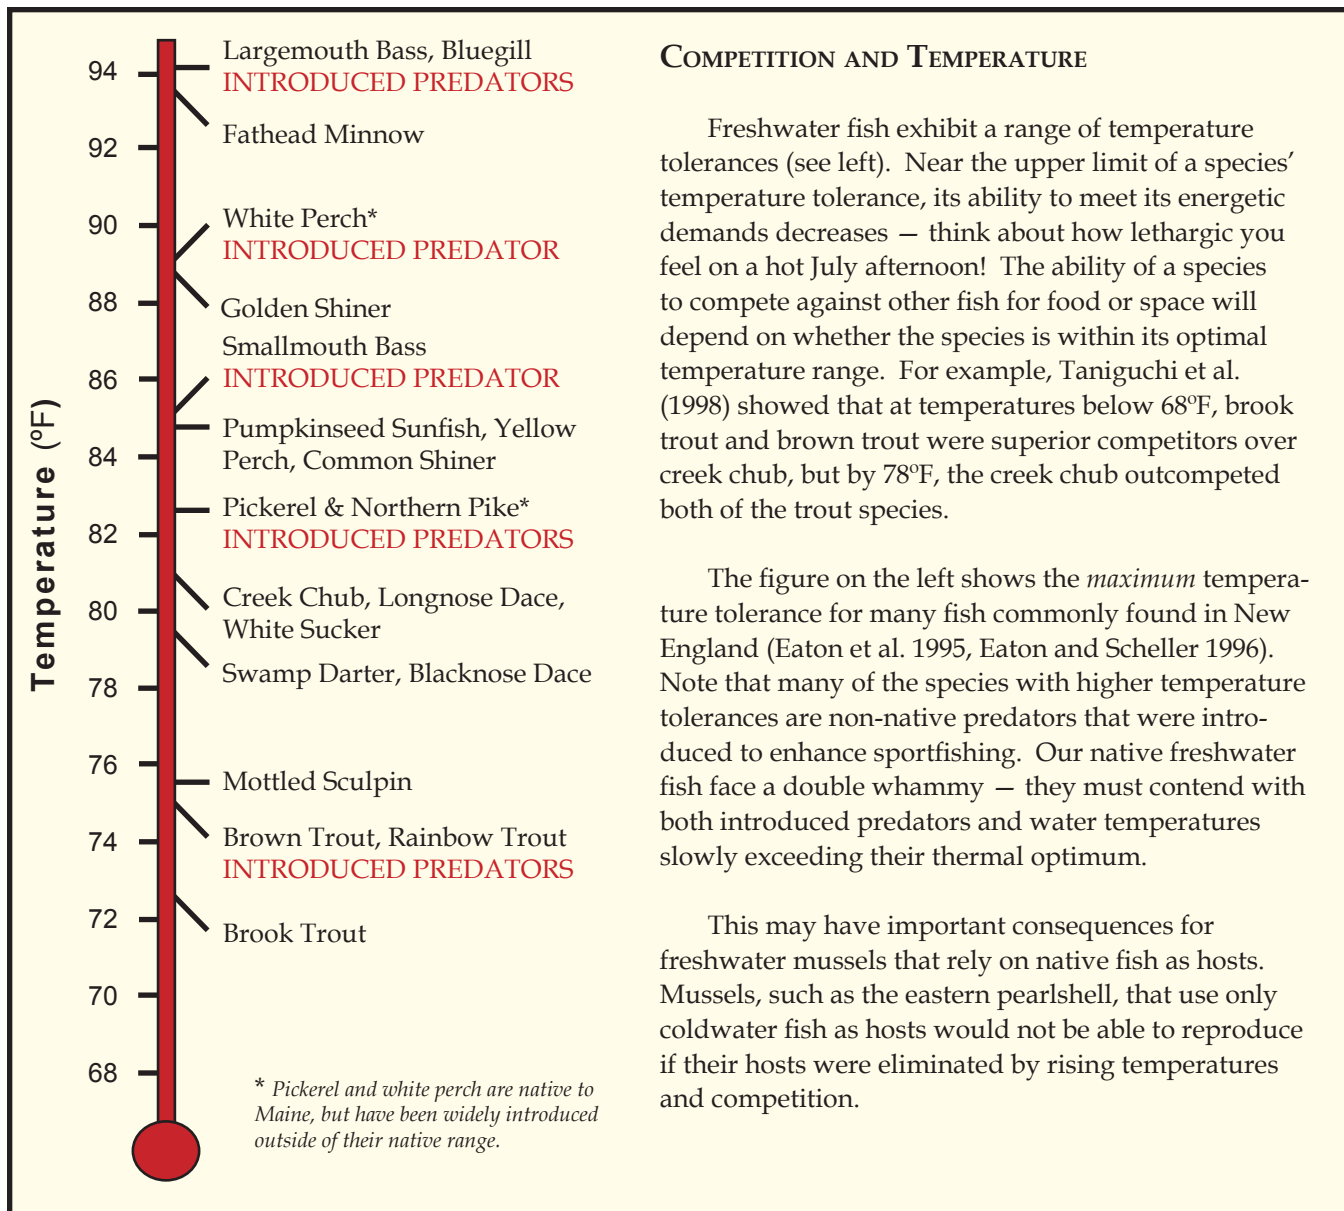 94
92
90
88
86
84
82
80
78
76
74
72
70
68
Temperature (ºF)
Largemouth Bass, Bluegill
INTRODUCED PREDATORS
Fathead Minnow
White Perch*
INTRODUCED PREDATOR
Golden Shiner
Smallmouth Bass
INTRODUCED PREDATOR
Pumpkinseed Sunfish, Yellow
Perch, Common Shiner
Pickerel & Northern Pike*
INTRODUCED PREDATORS
Creek Chub, Longnose Dace,
White Sucker
Swamp Darter, Blacknose Dace
Mottled Sculpin
Brown Trout, Rainbow Trout
INTRODUCED PREDATORS
Brook Trout
* Pickerel and white perch are native to
Maine, but have been widely introduced
outside of their native range.
COMPETITION AND TEMPERATURE
Freshwater fish exhibit a range of temperature
tolerances (see left). Near the upper limit of a species’
temperature tolerance, its ability to meet its energetic
demands decreases — think about how lethargic you
feel on a hot July afternoon! The ability of a species
to compete against other fish for food or space will
depend on whether the species is within its optimal
temperature range. For example, Taniguchi et al.
(1998) showed that at temperatures below 68ºF, brook
trout and brown trout were superior competitors over
creek chub, but by 78ºF, the creek chub outcompeted
both of the trout species.
The figure on the left shows the maximum tempera-
ture tolerance for many fish commonly found in New
England (Eaton et al. 1995, Eaton and Scheller 1996).
Note that many of the species with higher temperature
tolerances are non-native predators that were intro-
duced to enhance sportfishing. Our native freshwater
fish face a double whammy — they must contend with
both introduced predators and water temperatures
slowly exceeding their thermal optimum.
This may have important consequences for
freshwater mussels that rely on native fish as hosts.
Mussels, such as the eastern pearlshell, that use only
coldwater fish as hosts would not be able to reproduce
if their hosts were eliminated by rising temperatures
and competition.